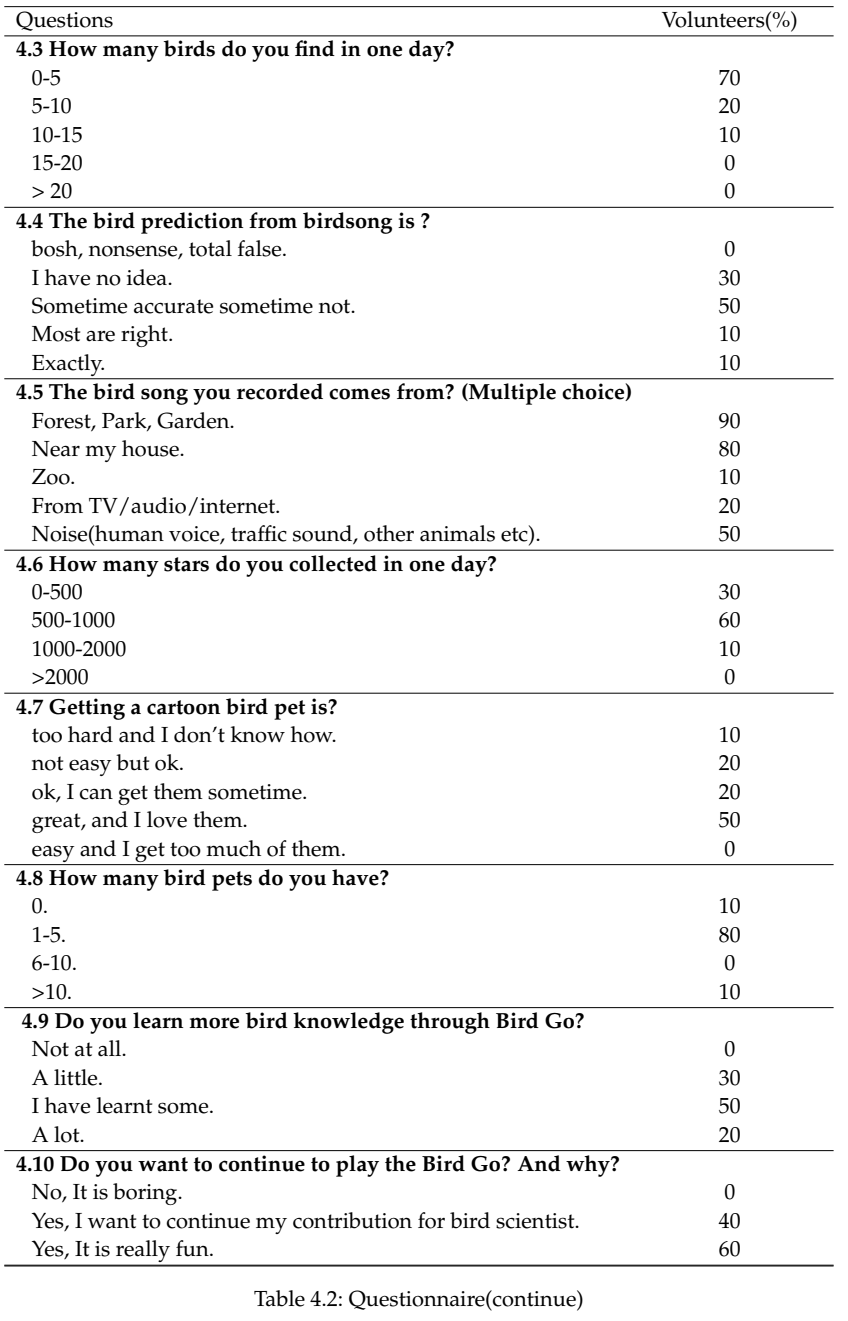 Questions Volunteers(%)
4.3 How many birds do you find in one day?
0-5 70
5-10 20
10-15 10
15-20 0
> 20 0
4.4 The bird prediction from birdsong is ?
bosh, nonsense, total false. 0
I have no idea. 30
Sometime accurate sometime not. 50
Most are right. 10
Exactly. 10
4.5 The bird song you recorded comes from? (Multiple choice)
Forest, Park, Garden. 90
Near my house. 80
Zoo. 10
From TV/audio/internet. 20
Noise(human voice, traffic sound, other animals etc). 50
4.6 How many stars do you collected in one day?
0-500 30
500-1000 60
1000-2000 10
>2000 0
4.7 Getting a cartoon bird pet is?
too hard and I don't know how. 10
not easy but ok. 20
ok, I can get them sometime. 20
great, and I love them. 50
easy and I get too much of them. 0
4.8 How many bird pets do you have?
0. 10
1-5. 80
6-10. 0
>10. 10
4.9 Do you learn more bird knowledge through Bird Go?
Not at all. 0
A little. 30
I have learnt some. 50
A lot. 20
4.10 Do you want to continue to play the Bird Go? And why?
No, It is boring. 0
Yes, I want to continue my contribution for bird scientist. 40
Yes, It is really fun. 60
Table 4.2: Questionnaire(continue)